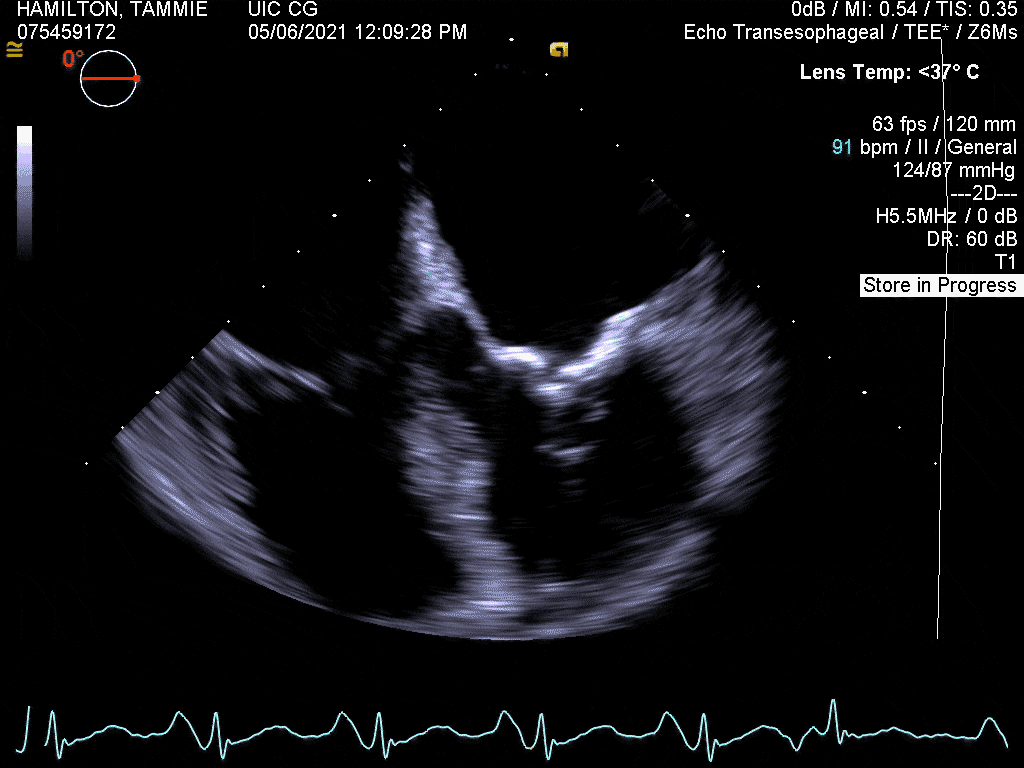 HAMILTON, TAMMIE
075459172
UIC CG
05/06/2021 12:09:28 PM
0dB / MI: 0.54 / TIS: 0.35
Echo Transesophageal / TEE* / Z6Ms
0°
Lens Temp: <37° C
63 fps / 120 mm
91 bpm / II / General
124/87 mmHg
---2D---
H5.5MHz / 0 dB
DR: 60 dB
T1
Store in Progress